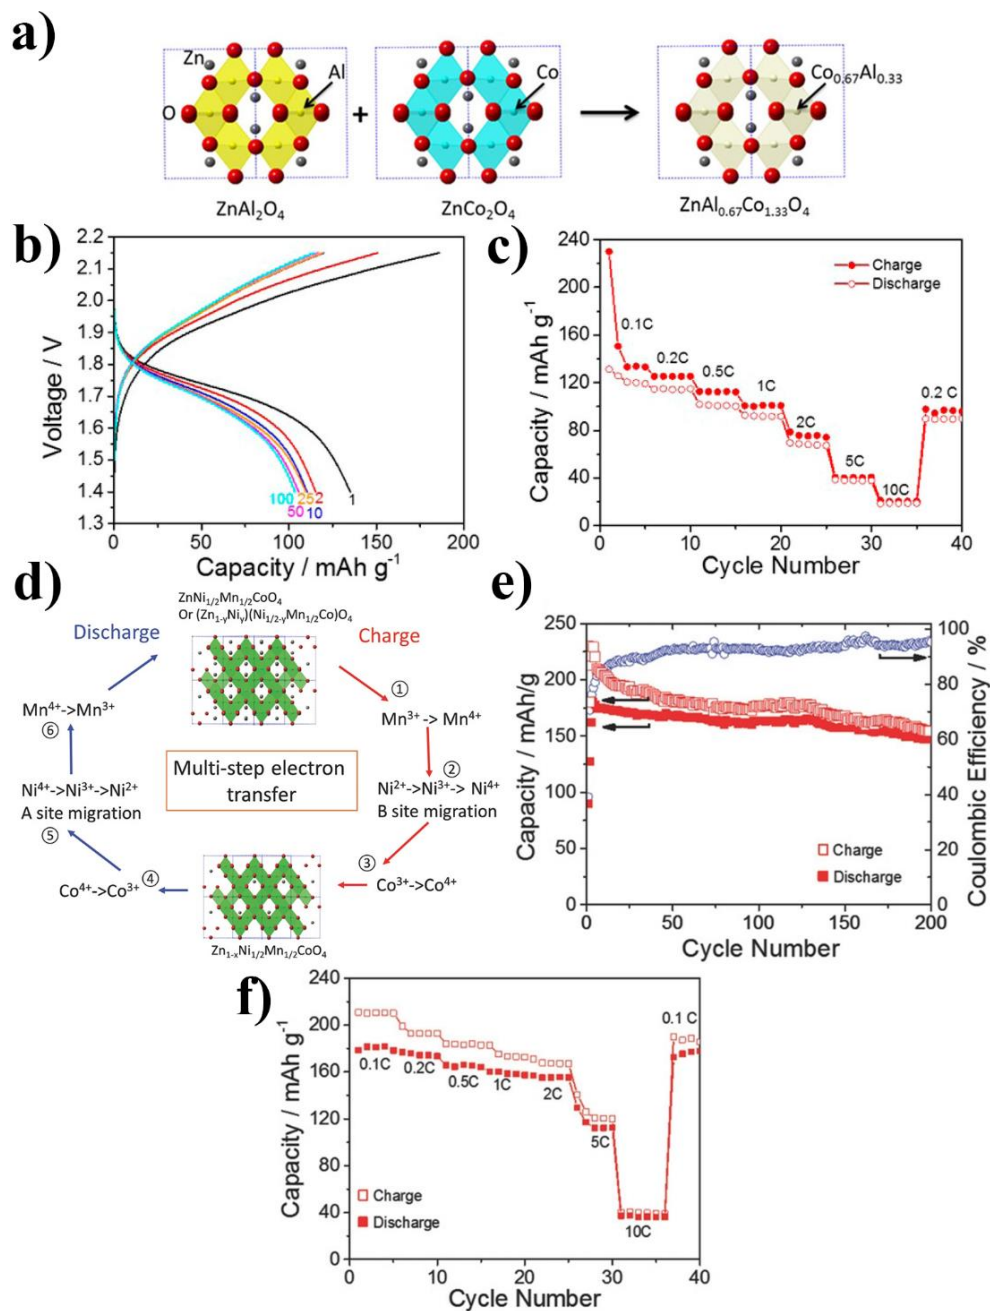 a)
Zn
Al
O
+
Co
Co₀.₆₇Al₀.₃₃
ZnAl₂O₄
ZnCo₂O₄
ZnAl₀.₆₇Co₁.₃₃O₄
b)
2.2
2.1
2.0
1.9
1.8
1.7
1.6
1.5
1.4
1.3
Voltage / V
100 25 2 1
50 10
0 50 100 150 200
Capacity / mAh g⁻¹
c)
240
200
160
120
80
40
0
Capacity / mAh g⁻¹
Charge
Discharge
0.1C
0.2C
0.5C
1C
2C
5C
10C
0.2 C
0 10 20 30 40
Cycle Number
d)
ZnNi₁/₂Mn₁/₂CoO₄
Or (Zn₁₋yNiy)(Ni₁/₂₋yMn₁/₂Co)O₄
Discharge
Charge
①
Mn⁴⁺->Mn³⁺
⑥
Mn³⁺-> Mn⁴⁺
Multi-step electron
transfer
②
Ni⁴⁺->Ni³⁺->Ni²⁺
A site migration
⑤
Ni²⁺->Ni³⁺-> Ni⁴⁺
B site migration
③
Co⁴⁺->Co³⁺
④
Co³⁺->Co⁴⁺
Zn₁₋ₓNi₁/₂Mn₁/₂CoO₄
e)
250
200
150
100
50
0
Capacity / mAh/g
100
80
60
40
20
0
Coulombic Efficiency / %
Charge
Discharge
0 50 100 150 200
Cycle Number
f)
240
200
160
120
80
40
0
Capacity / mAh g⁻¹
0.1C
0.2C
0.5C
1C
2C
5C
10C
0.1 C
Charge
Discharge
0 10 20 30 40
Cycle Number